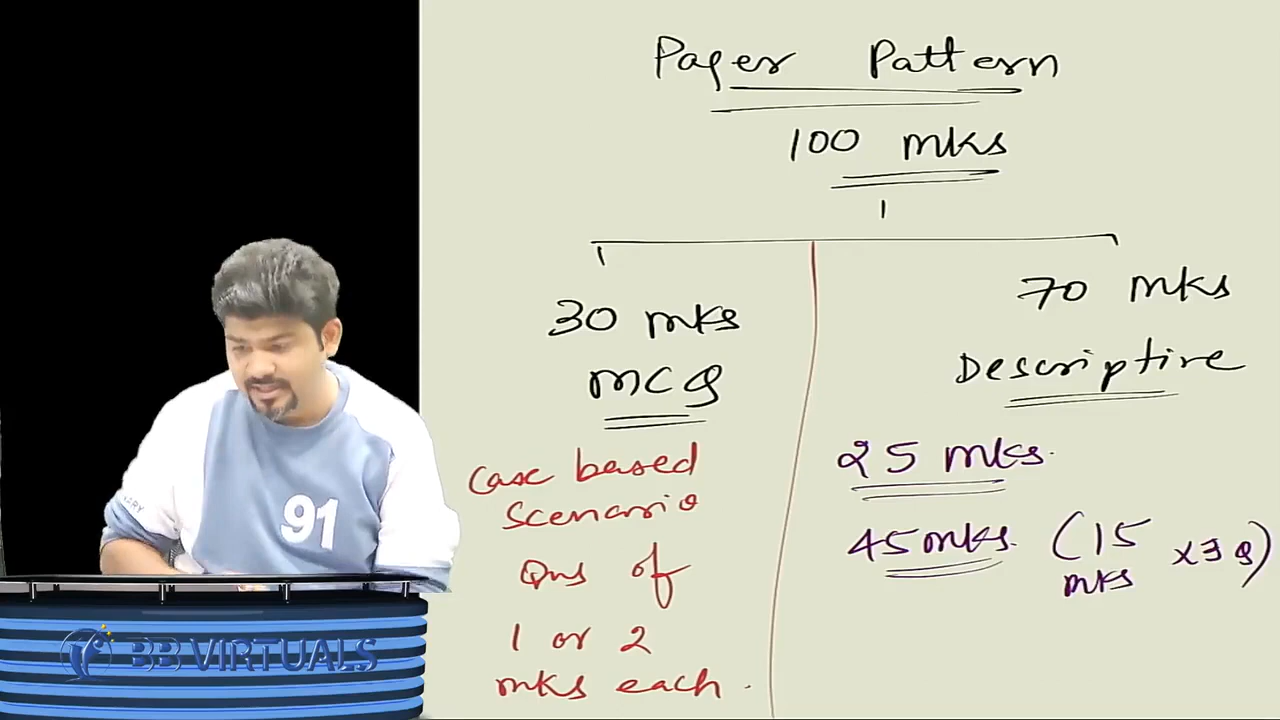 Paper Pattern
100 mks
30 mks
MCQ
case based
scenario
Qns of
1 or 2
mks each.
70 mks
Descriptive
25 mks.
45 mks. (15 mks x 3 Q)
91
BB VIRTUALS